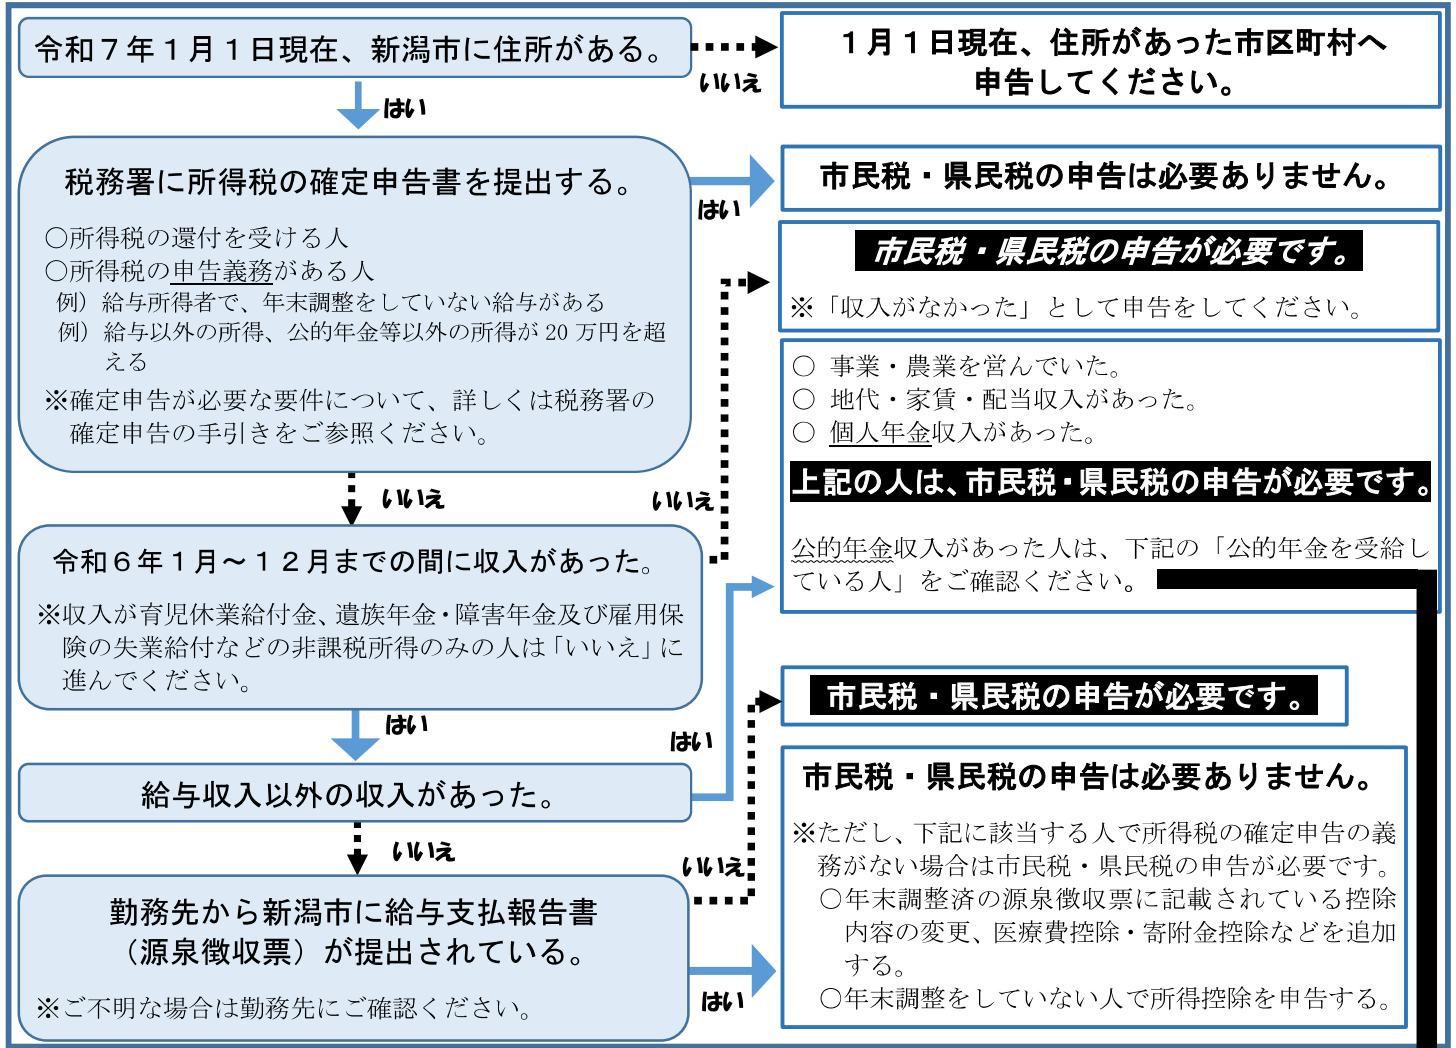 令和７年１月１日現在、新潟市に住所がある。
いいえ
１月１日現在、住所があった市区町村へ
申告してください。
はい
税務署に所得税の確定申告書を提出する。
○所得税の還付を受ける人
○所得税の申告義務がある人
例）給与所得者で、年末調整をしていない給与がある
例）給与以外の所得、公的年金等以外の所得が 20 万円を超
える
※確定申告が必要な要件について、詳しくは税務署の
確定申告の手引きをご参照ください。
はい
市民税・県民税の申告は必要ありません。
いいえ
令和６年１月～１２月までの間に収入があった。
※収入が育児休業給付金、遺族年金・障害年金及び雇用保
険の失業給付などの非課税所得のみの人は「いいえ」に
進んでください。
いいえ
市民税・県民税の申告が必要です。
※「収入がなかった」として申告をしてください。
はい
給与収入以外の収入があった。
はい
○ 事業・農業を営んでいた。
○ 地代・家賃・配当収入があった。
○ 個人年金収入があった。
上記の人は、市民税・県民税の申告が必要です。
公的年金収入があった人は、下記の「公的年金を受給し
ている人」をご確認ください。
いいえ
勤務先から新潟市に給与支払報告書
（源泉徴収票）が提出されている。
※ご不明な場合は勤務先にご確認ください。
いいえ
市民税・県民税の申告が必要です。
はい
市民税・県民税の申告は必要ありません。
※ただし、下記に該当する人で所得税の確定申告の義
務がない場合は市民税・県民税の申告が必要です。
○年末調整済の源泉徴収票に記載されている控除
内容の変更、医療費控除・寄附金控除などを追加
する。
○年末調整をしていない人で所得控除を申告する。